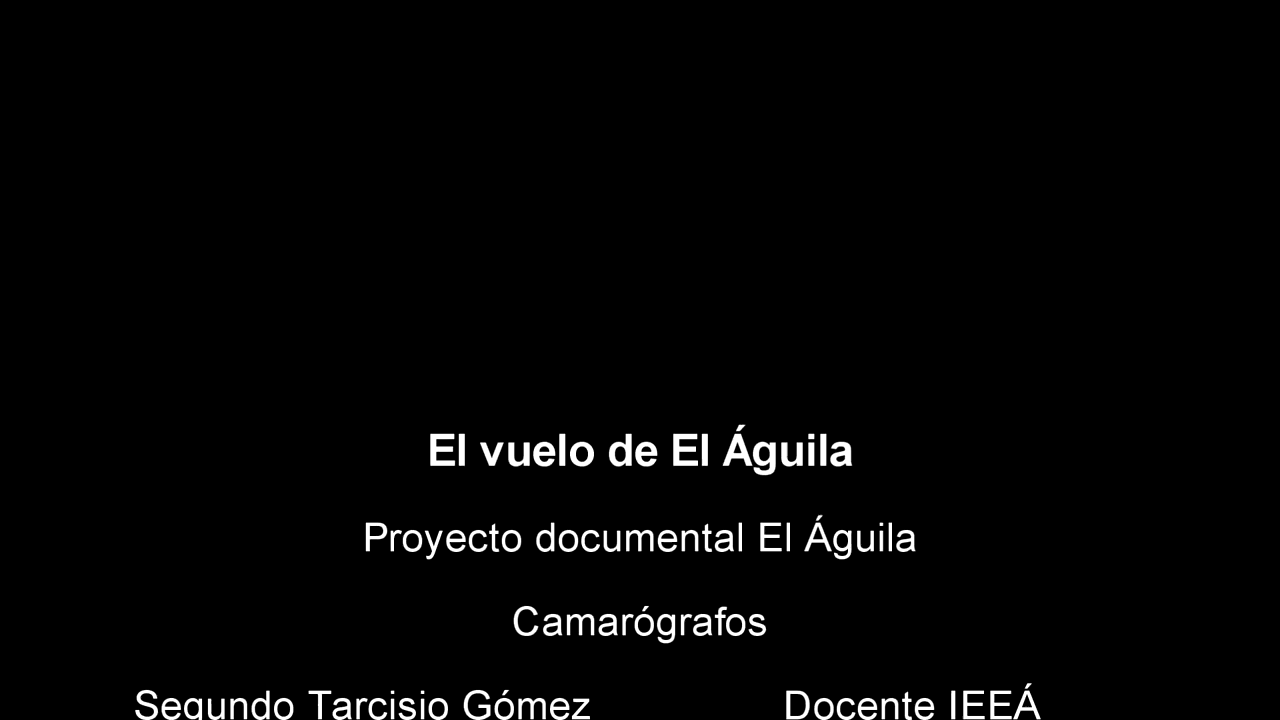 El vuelo de El Águila
Proyecto documental El Águila
Camarógrafos
Segundo Tarcisio Gómez Docente IEEÁ